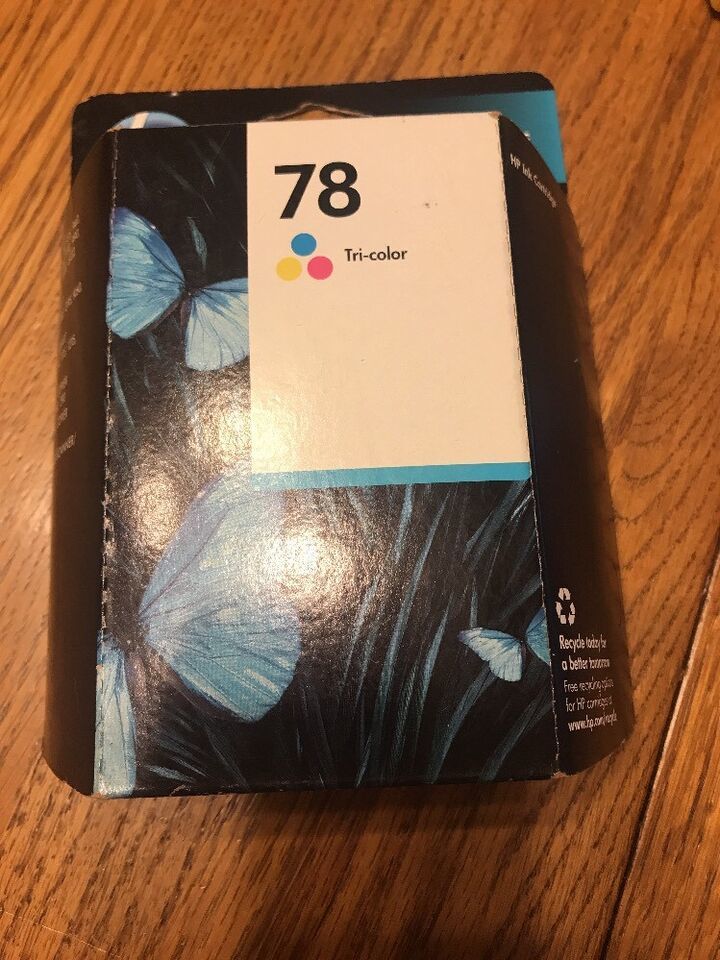 78
Tri-color
HP Ink Cartridge
Recycle today for
a better tomorrow
Free recycling options
for HP cartridges at
www.hp.com/recycle